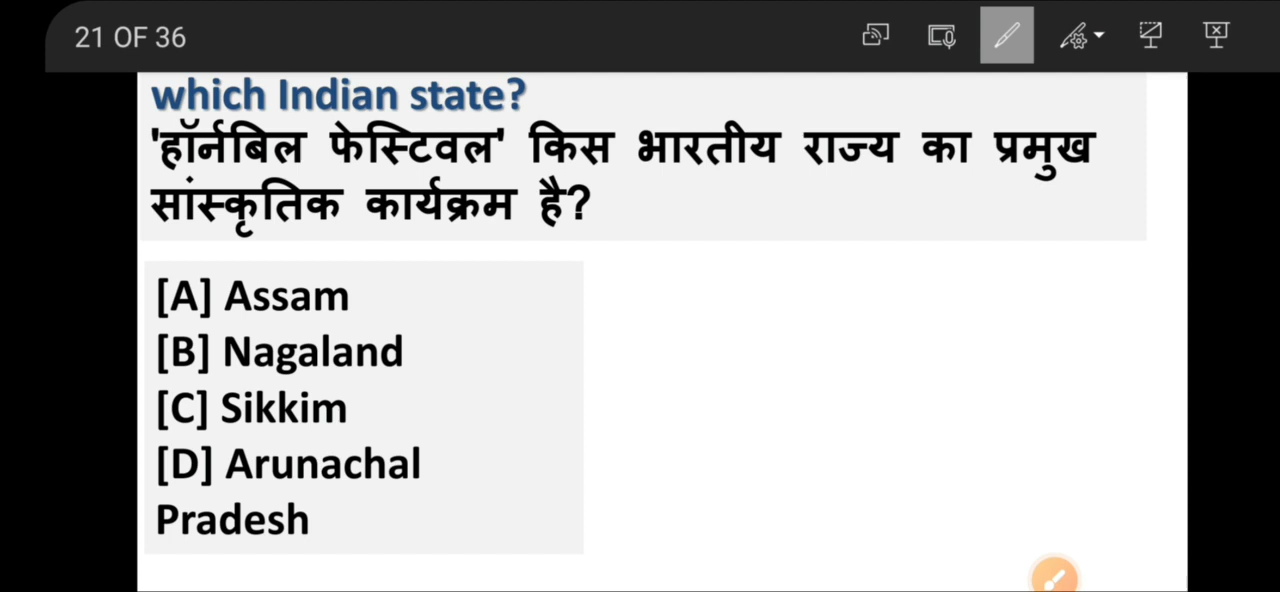 21 OF 36
which Indian state?
'हॉर्नबिल फेस्टिवल' किस भारतीय राज्य का प्रमुख
सांस्कृतिक कार्यक्रम है?
[A] Assam
[B] Nagaland
[C] Sikkim
[D] Arunachal
Pradesh